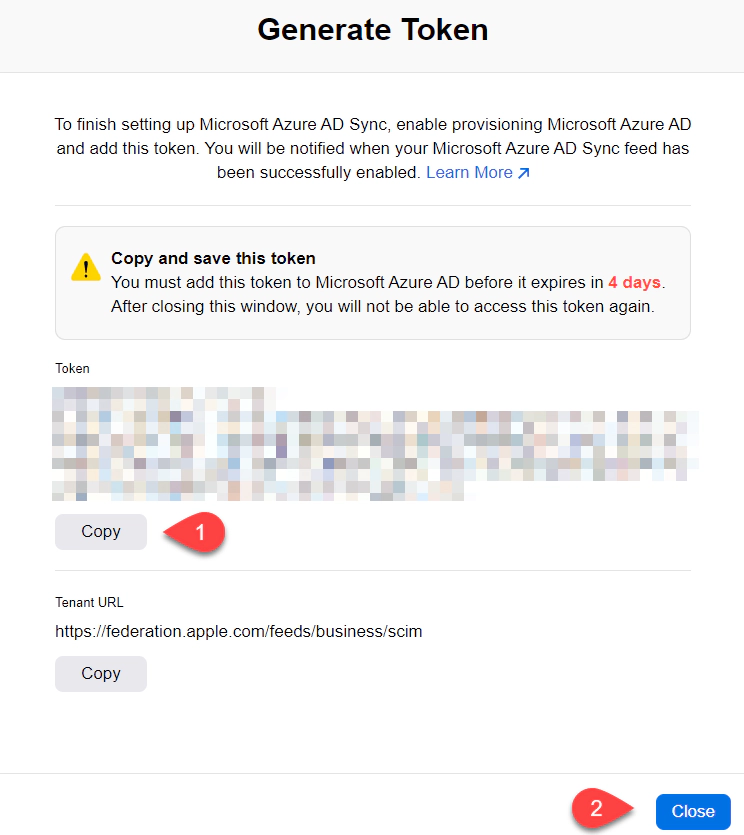 Generate Token
To finish setting up Microsoft Azure AD Sync, enable provisioning Microsoft Azure AD
and add this token. You will be notified when your Microsoft Azure AD Sync feed has
been successfully enabled. Learn More
Copy and save this token
You must add this token to Microsoft Azure AD before it expires in 4 days.
After closing this window, you will not be able to access this token again.
Token
Copy
1
Tenant URL
https://federation.apple.com/feeds/business/scim
Copy
2
Close